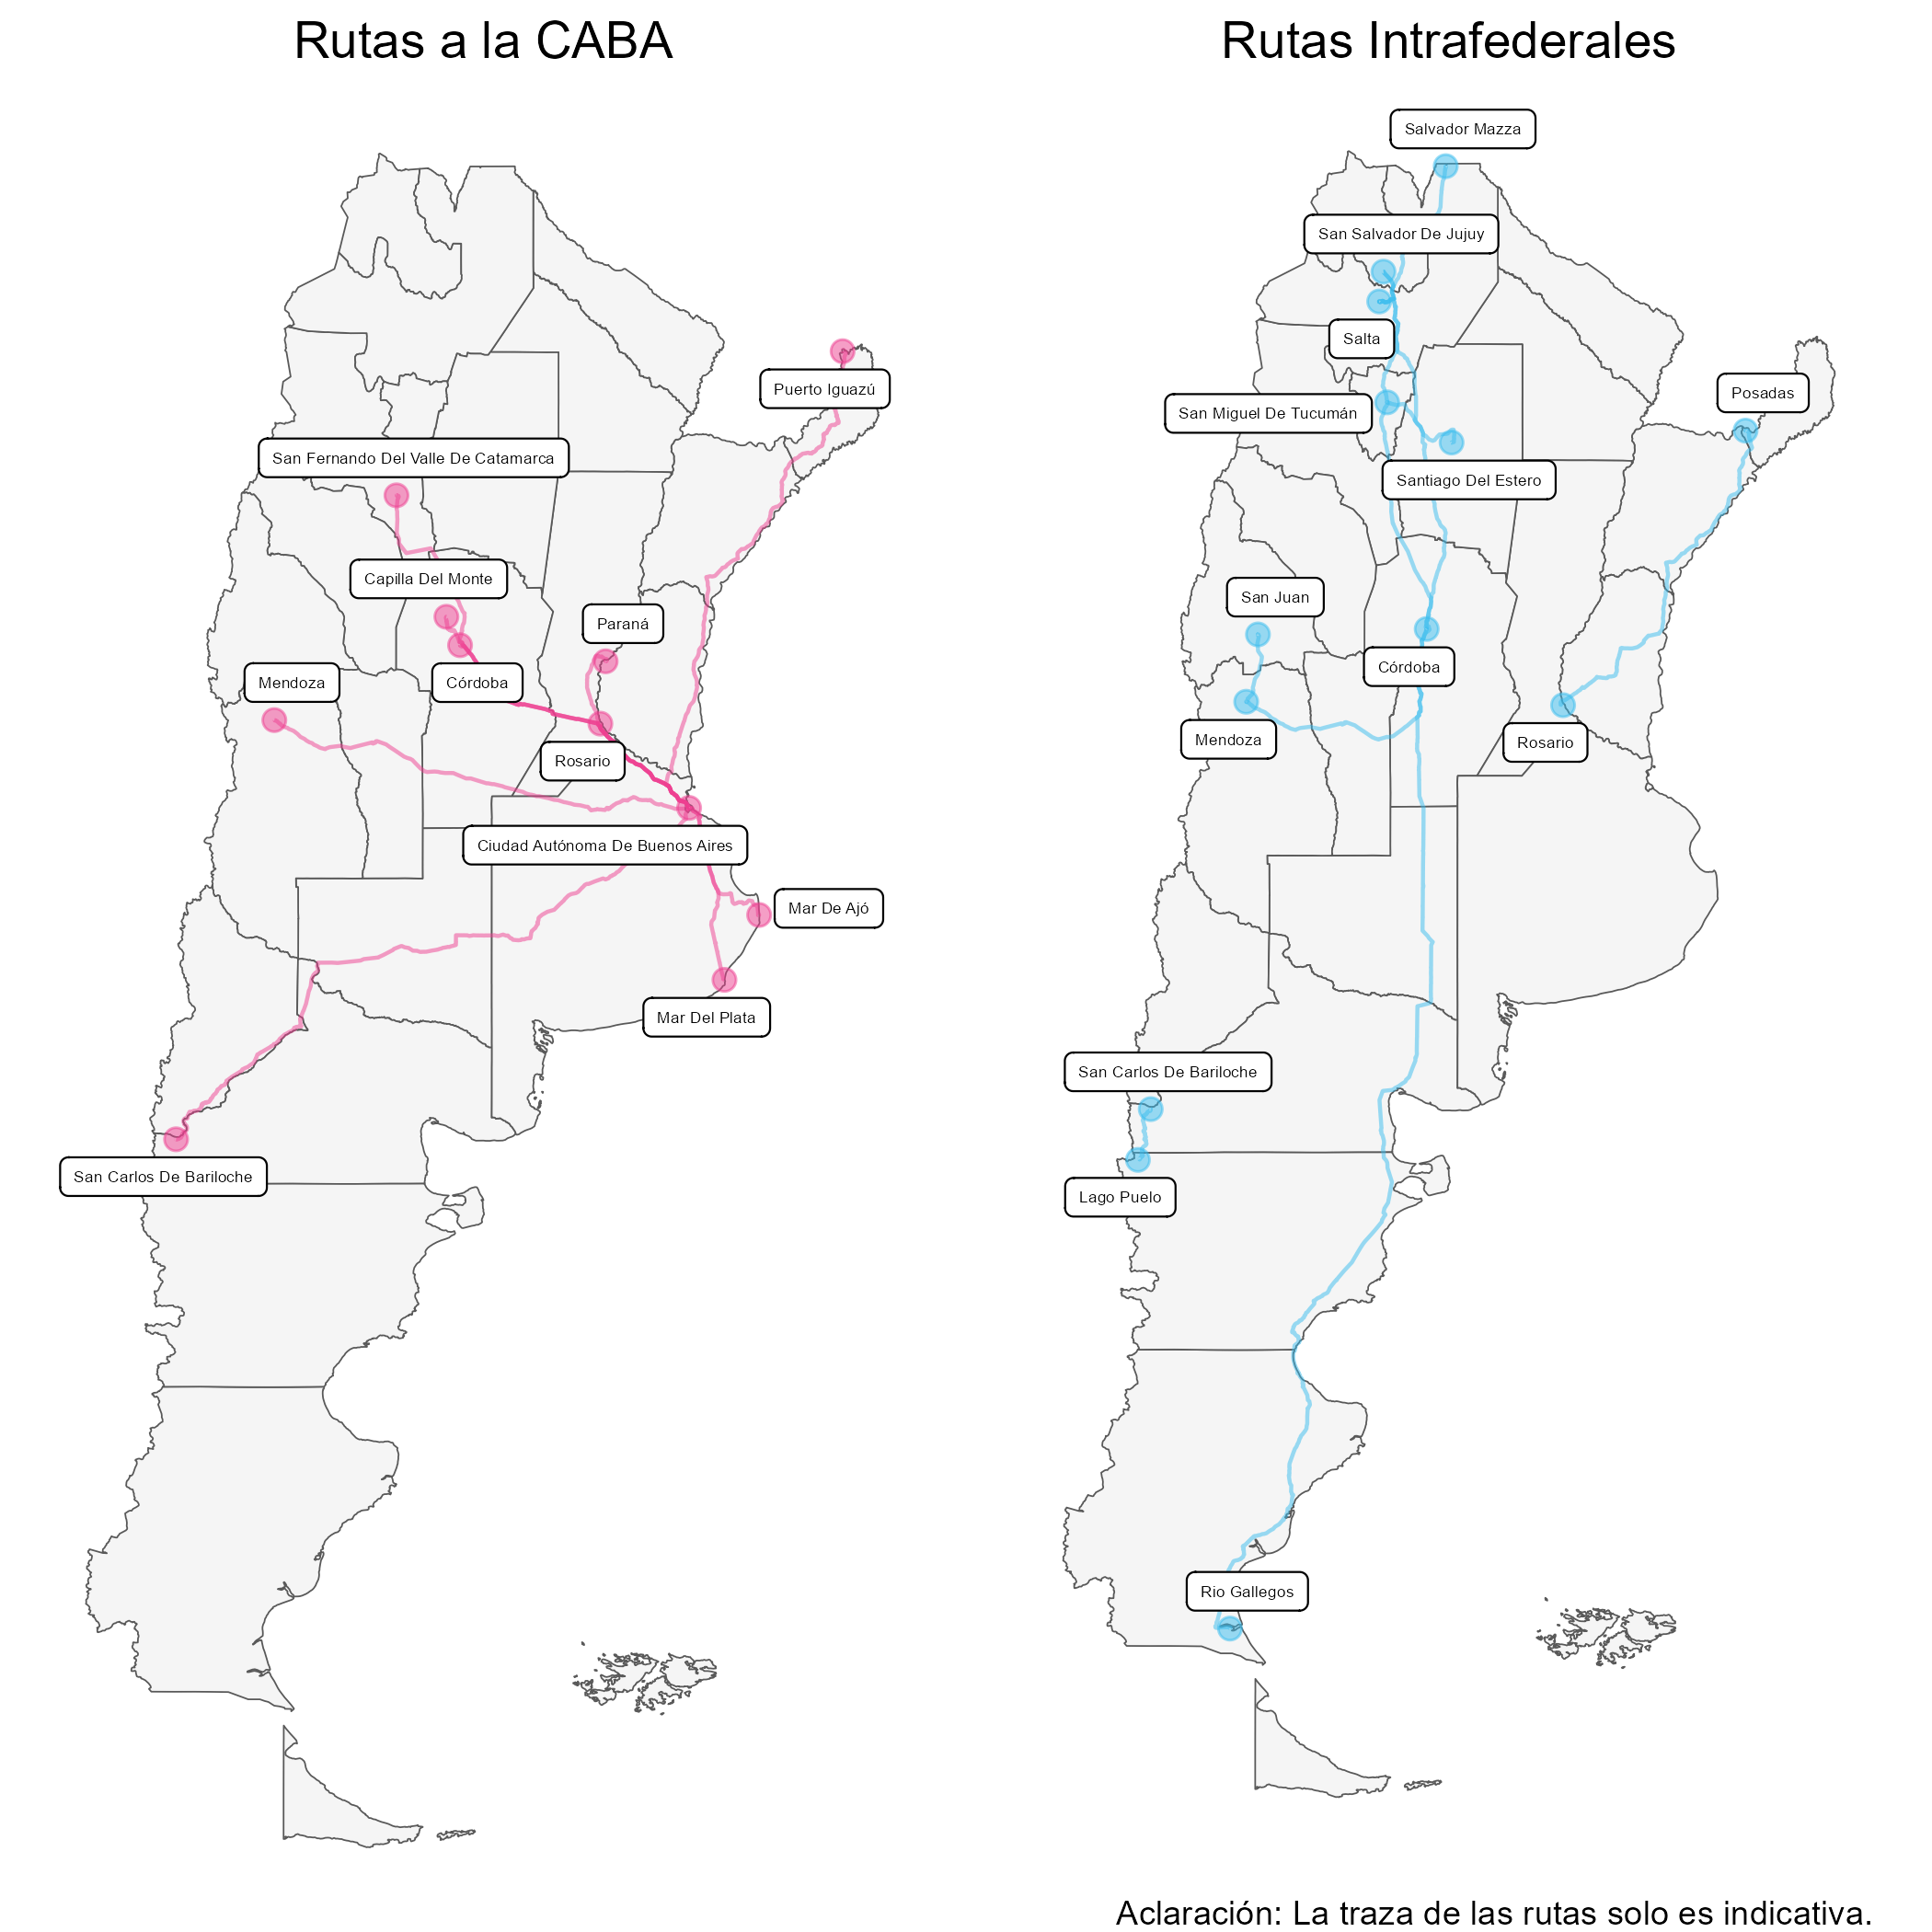 Rutas a la CABA
Puerto Iguazú
San Fernando Del Valle De Catamarca
Capilla Del Monte
Paraná
Mendoza
Córdoba
Rosario
Ciudad Autónoma De Buenos Aires
Mar De Ajó
Mar Del Plata
San Carlos De Bariloche
Rutas Intrafederales
Salvador Mazza
San Salvador De Jujuy
Salta
Posadas
San Miguel De Tucumán
Santiago Del Estero
San Juan
Córdoba
Mendoza
Rosario
San Carlos De Bariloche
Lago Puelo
Rio Gallegos
Aclaración: La traza de las rutas solo es indicativa.